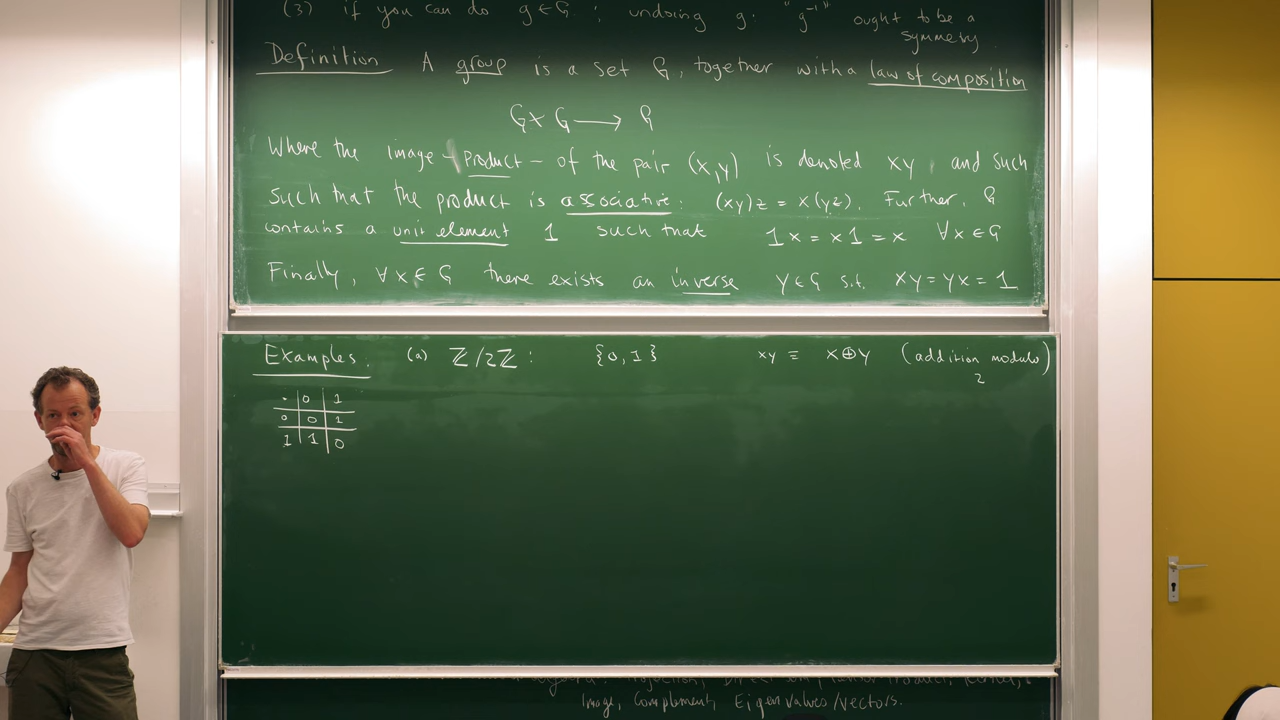 (3) if you can do g ∈ G : undoing g. "g⁻¹" ought to be a
symmetry.
Definition A group is a set G, together with a law of composition
G × G ⟶ G
Where the image - product - of the pair (x,y) is denoted xy, and such
such that the product is associative: (xy)z = x(yz). Further, G
contains a unit element 1 such that 1x = x1 = x ∀x ∈ G
Finally, ∀x ∈ G there exists an inverse y ∈ G s.t. xy = yx = 1
Examples. (a) ℤ/2ℤ : {0,1} xy ≡ x⊕y (addition modulo
2
· 0 1
0 0 1
1 1 0
Image, Complement, Eigenvalues/vectors.